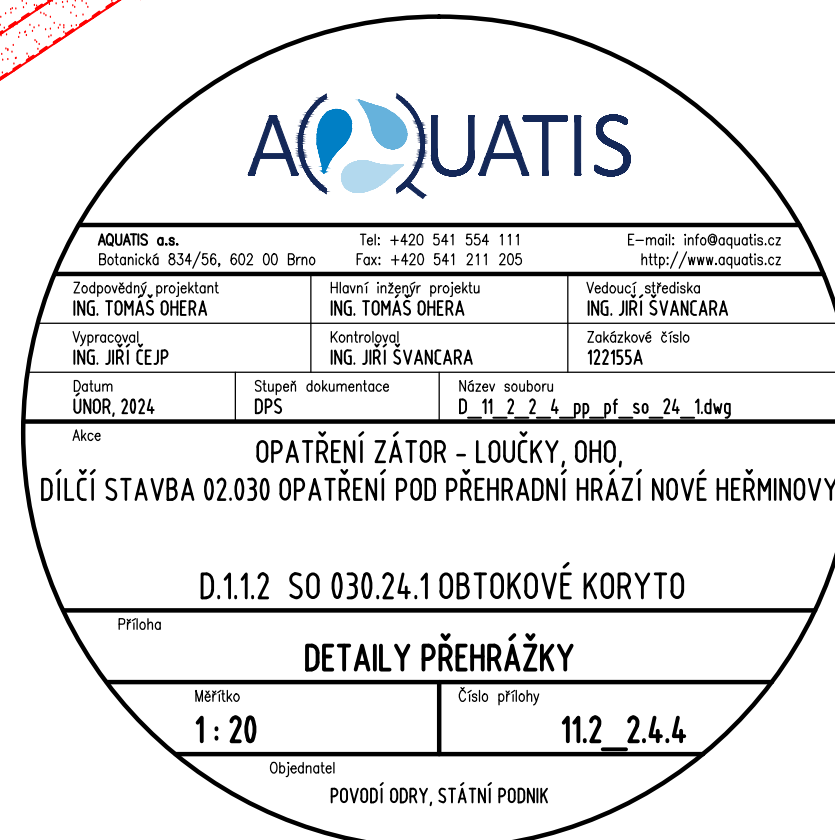 AQUATIS
AQUATIS a.s. Tel: +420 541 554 111 E-mail: info@aquatis.cz
Botanická 834/56, 602 00 Brno Fax: +420 541 211 205 http://www.aquatis.cz
Zodpovědný projektant Hlavní inženýr projektu Vedoucí střediska
ING. TOMÁŠ OHERA ING. TOMÁŠ OHERA ING. JIŘÍ ŠVANCARA
Vypracoval Kontroloval Zakázkové číslo
ING. JIŘÍ ČEJP ING. JIŘÍ ŠVANCARA 122155A
Datum Stupeň dokumentace Název souboru
ÚNOR, 2024 DPS D_11_2_2_4_pp_pf_so_24_1.dwg
Akce
OPATŘENÍ ZÁTOR - LOUČKY, OHO,
DÍLČÍ STAVBA 02.030 OPATŘENÍ POD PŘEHRADNÍ HRÁZÍ NOVÉ HEŘMINOVY
D.1.1.2 SO 030.24.1 OBTOKOVÉ KORYTO
Příloha
DETAILY PŘEHRÁŽKY
Měřítko Číslo přílohy
1 : 20 11.2_2.4.4
Objednatel
POVODÍ ODRY, STÁTNÍ PODNIK